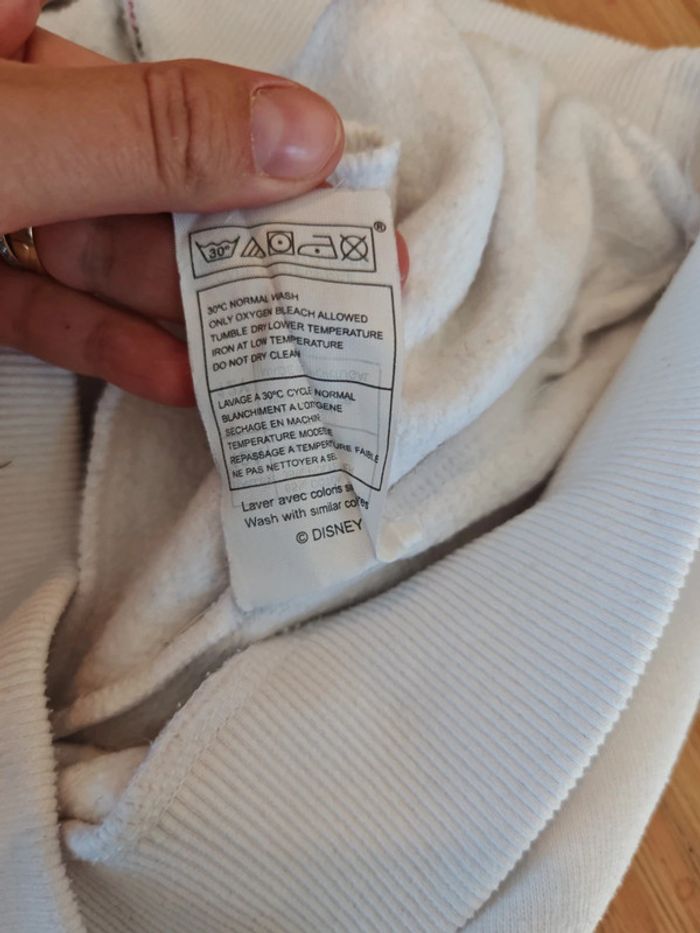 30° ®
30°C NORMAL WASH
ONLY OXYGEN BLEACH ALLOWED
TUMBLE DRY LOWER TEMPERATURE
IRON AT LOW TEMPERATURE
DO NOT DRY CLEAN
LAVAGE A 30°C CYCLE NORMAL
BLANCHIMENT A L'OXYGENE
SECHAGE EN MACHIN
TEMPERATURE MODERE
REPASSAGE A TEMPERATURE FAIBLE
NE PAS NETTOYER A SE
Laver avec coloris
Wash with similar colores
© DISNEY